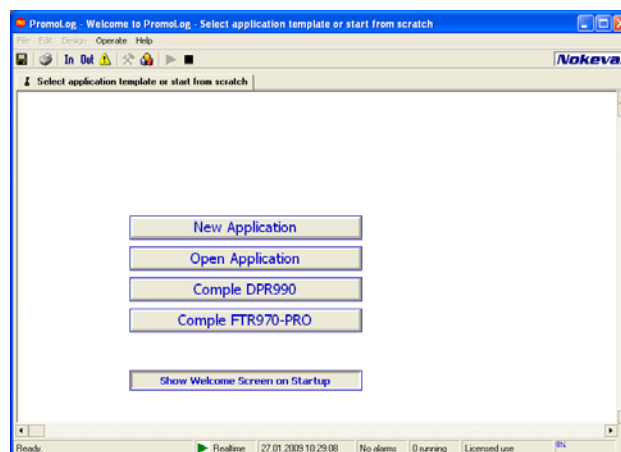 PromoLog - Welcome to PromoLog - Select application template or start from scratch
File Edit Design Operate Help
In Out Nokeva
Select application template or start from scratch
New Application
Open Application
Comple DPR990
Comple FTR970-PRO
Show Welcome Screen on Startup
Ready. Realtime 27.01.2009 10:29:08 No alarms 0 running Licensed use 0%